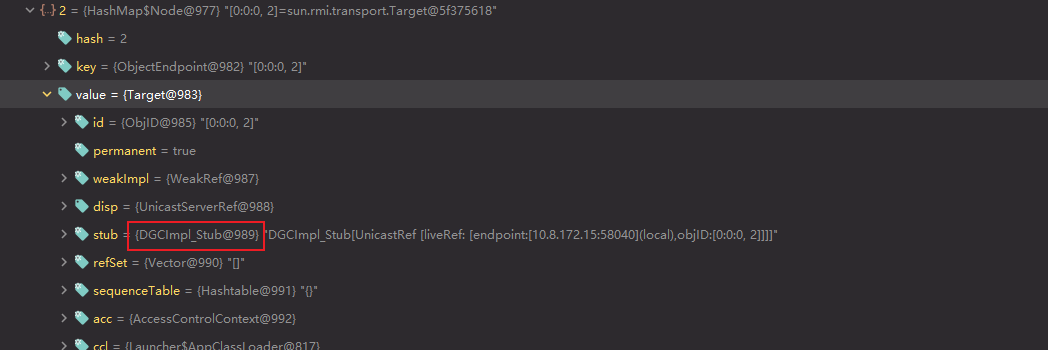 2 = {HashMap$Node@977} "[0:0:0, 2]=sun.rmi.transport.Target@5f375618"
hash = 2
key = {ObjectEndpoint@982} "[0:0:0, 2]"
value = {Target@983}
id = {ObjID@985} "[0:0:0, 2]"
permanent = true
weakImpl = {WeakRef@987}
disp = {UnicastServerRef@988}
stub = {DGCImpl_Stub@989} "DGCImpl_Stub[UnicastRef [liveRef: [endpoint:[10.8.172.15:58040](local),objID:[0:0:0, 2]]]]"
refSet = {Vector@990} "[]"
sequenceTable = {Hashtable@991} "{}"
acc = {AccessControlContext@992}
ccl = {Launcher$AppClassLoader@817}